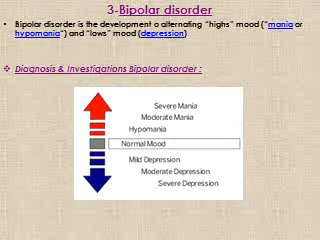 3-Bipolar disorder
• Bipolar disorder is the development o alternating “highs” mood (“mania or
hypomania”) and “lows” mood (depression)
❖ Diagnosis & Investigations Bipolar disorder :
Severe Mania
Moderate Mania
Hypomania
Normal Mood
Mild Depression
Moderate Depression
Severe Depression